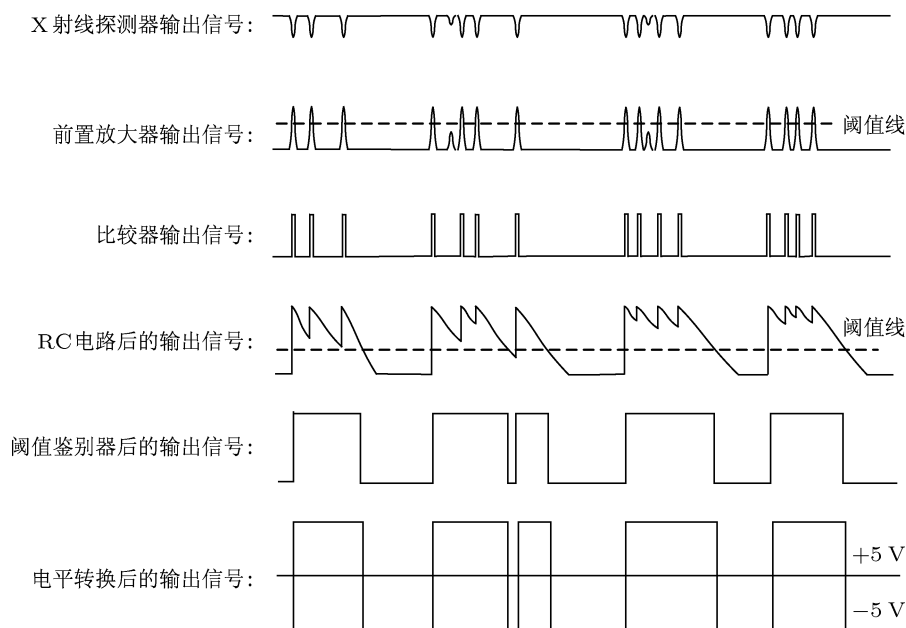 X 射线探测器输出信号:
前置放大器输出信号:
阈值线
比较器输出信号:
RC电路后的输出信号:
阈值线
阈值鉴别器后的输出信号:
电平转换后的输出信号:
+5 V
−5 V